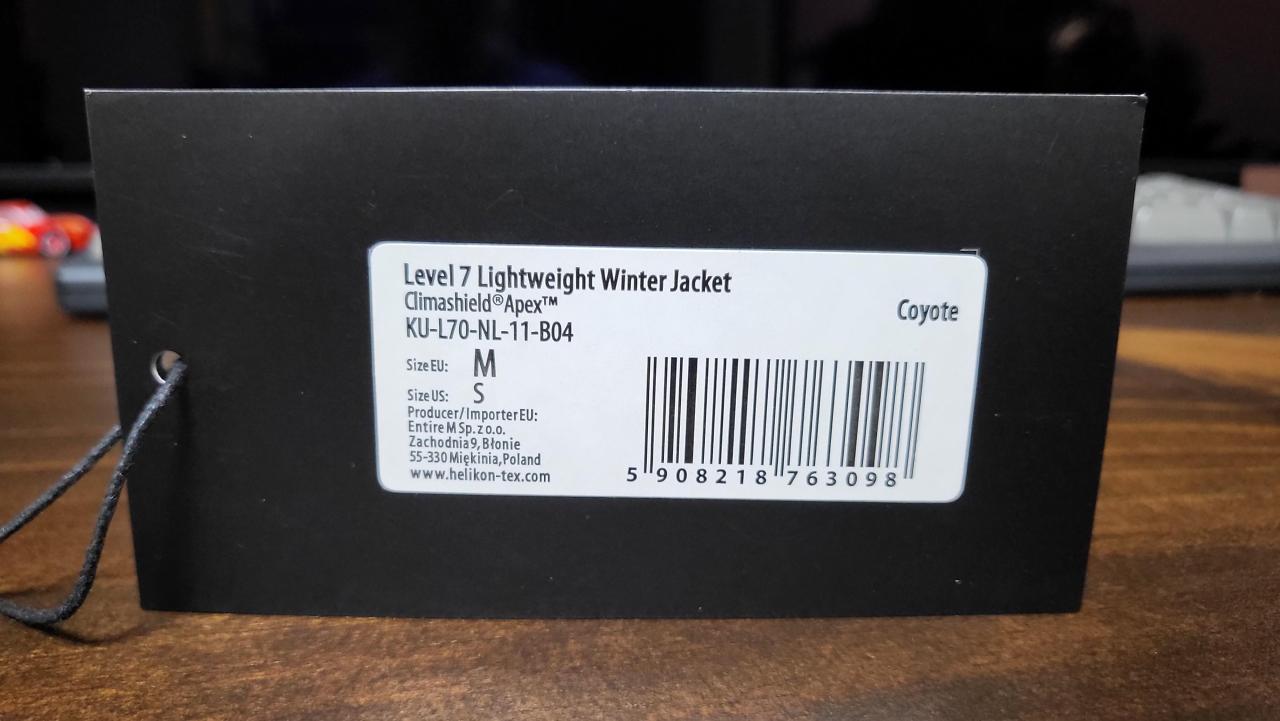 Level 7 Lightweight Winter Jacket
Climashield®Apex™
Coyote
KU-L70-NL-11-B04
Size EU: M
Size US: S
Producer/Importer EU:
Entire M Sp. z o.o.
Zachodnia 9, Błonie
55-330 Miękinia, Poland
www.helikon-tex.com
5 908218 763098